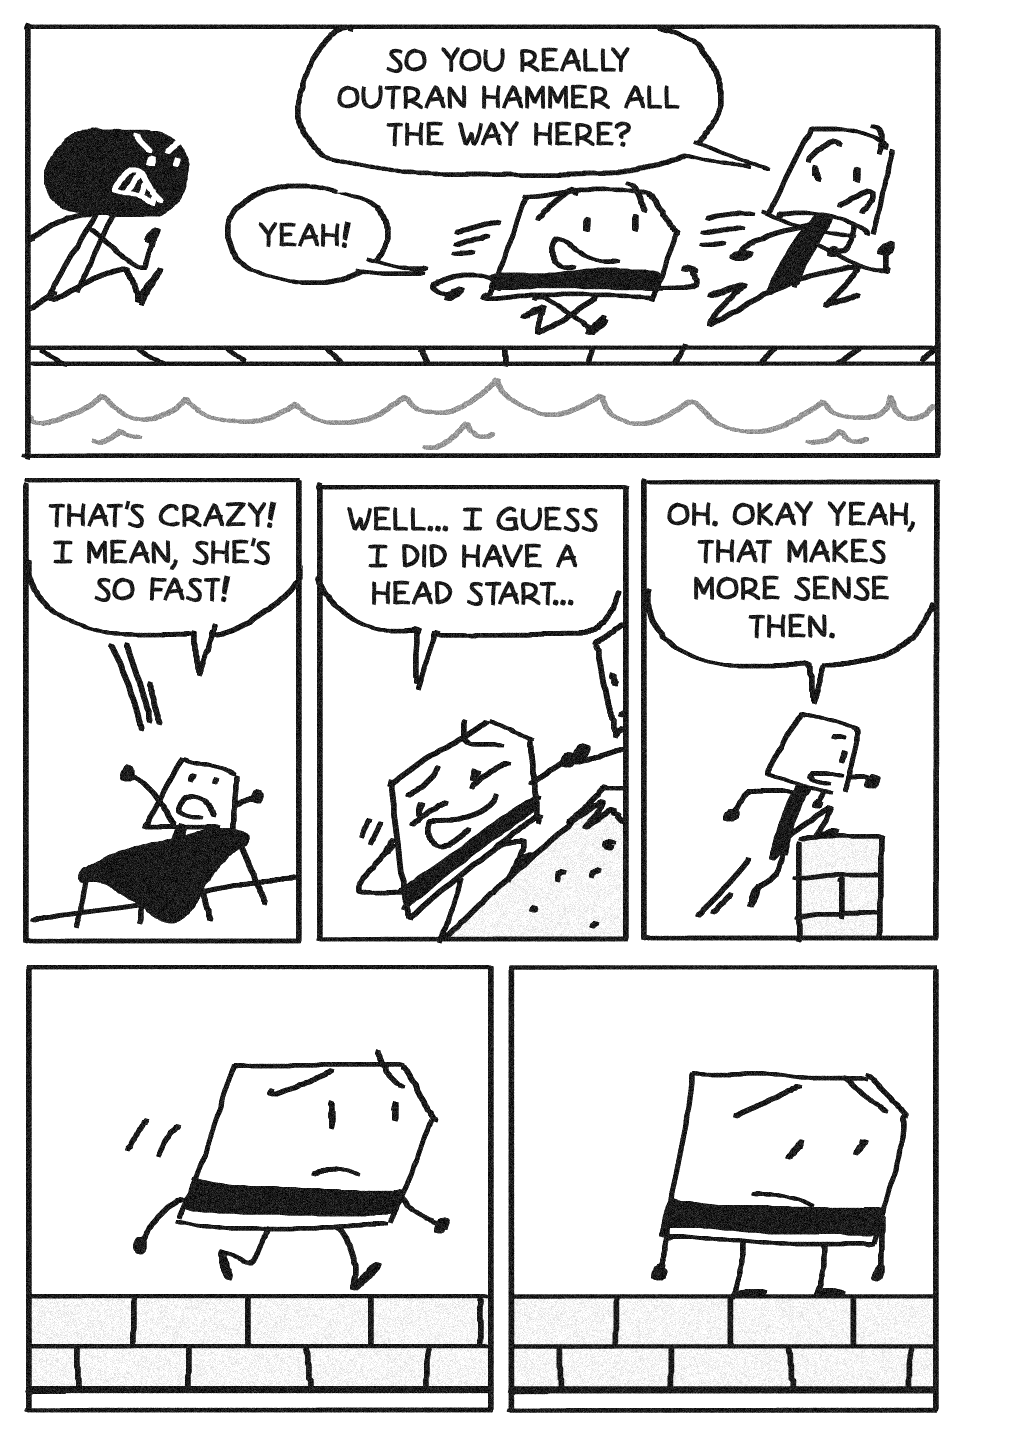 SO YOU REALLY
OUTRAN HAMMER ALL
THE WAY HERE?
YEAH!
THAT'S CRAZY!
I MEAN, SHE'S
SO FAST!
WELL... I GUESS
I DID HAVE A
HEAD START...
OH. OKAY YEAH,
THAT MAKES
MORE SENSE
THEN.